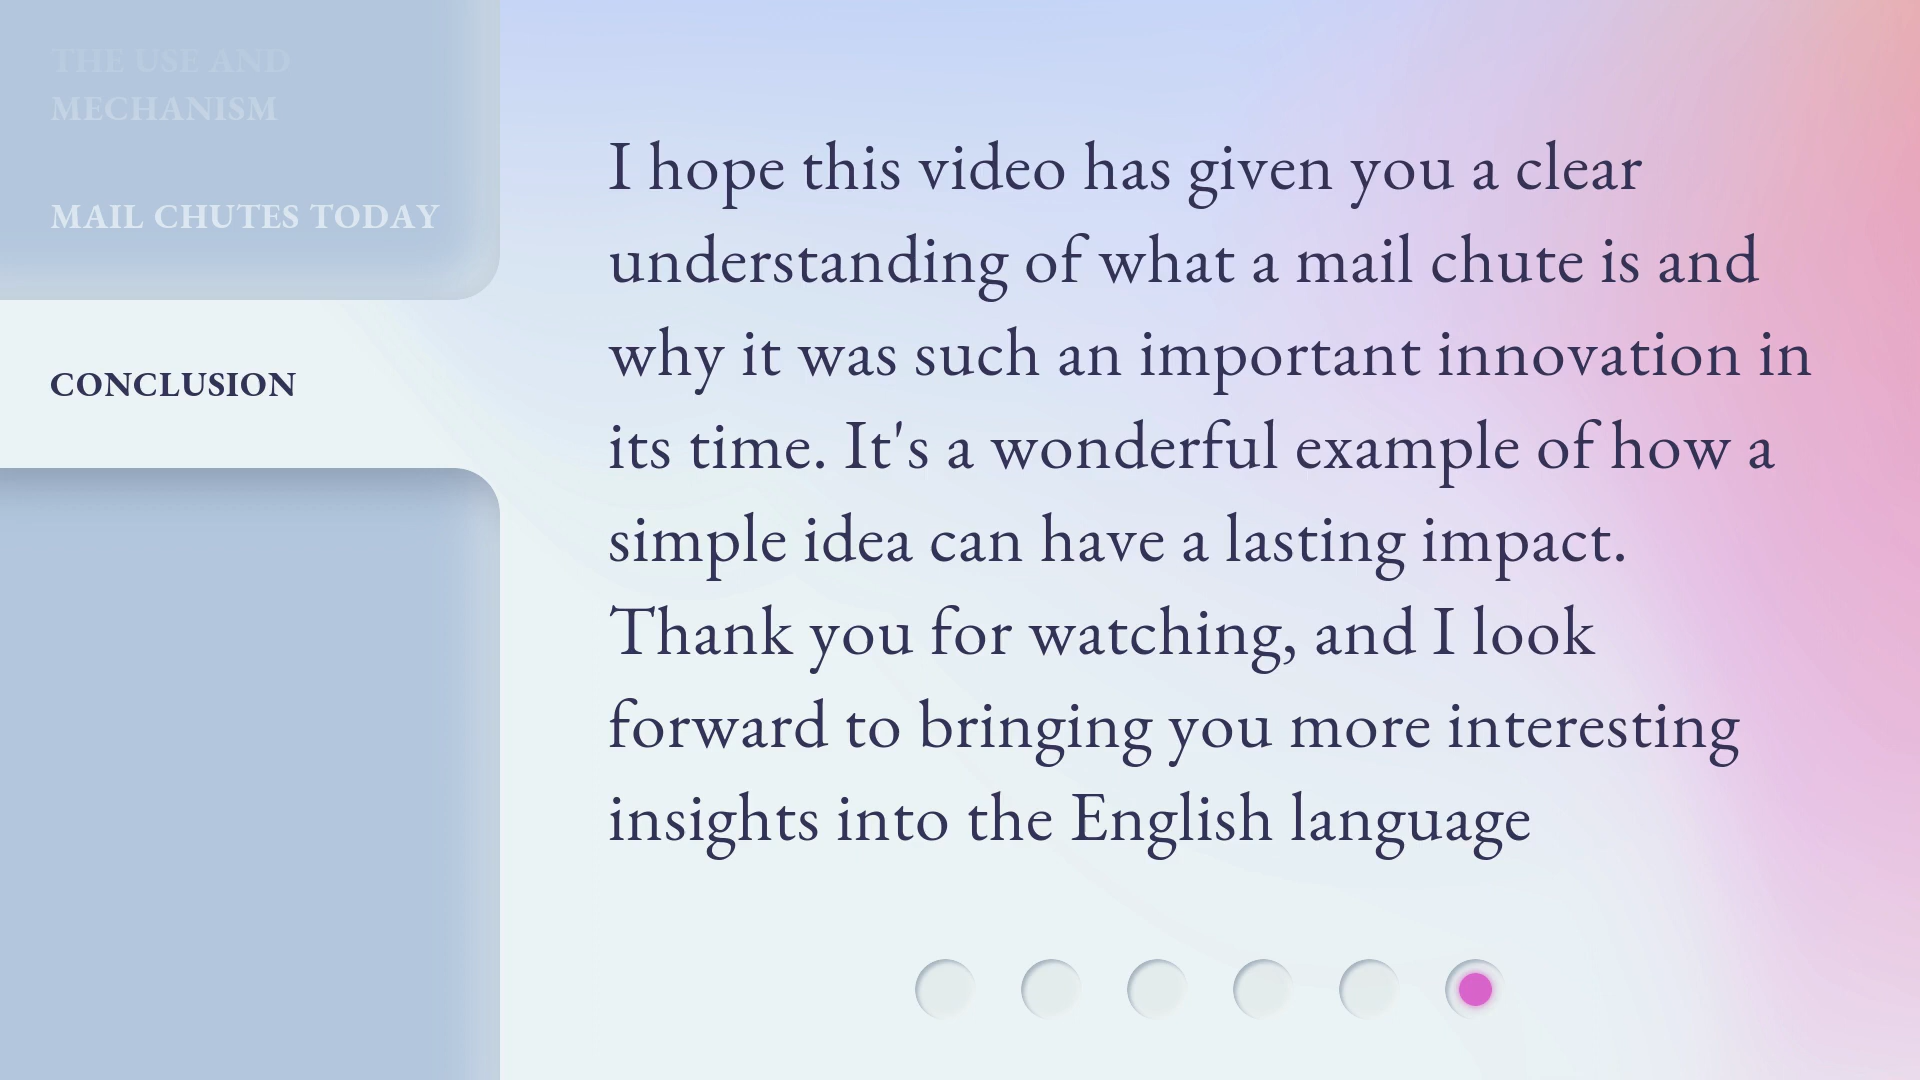 THE USE AND
MECHANISM
MAIL CHUTES TODAY
CONCLUSION
I hope this video has given you a clear
understanding of what a mail chute is and
why it was such an important innovation in
its time. It's a wonderful example of how a
simple idea can have a lasting impact.
Thank you for watching, and I look
forward to bringing you more interesting
insights into the English language